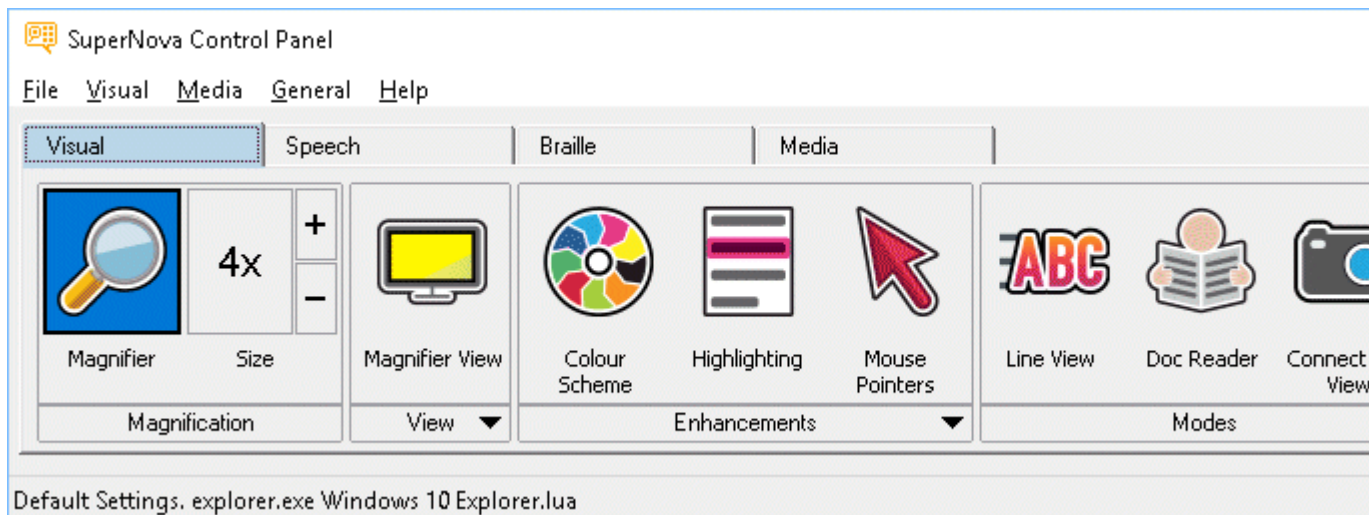 SuperNova Control Panel
File Visual Media General Help
Visual Speech Braille Media
4x + −
ABC
Magnifier Size Magnifier View Colour Scheme Highlighting Mouse Pointers Line View Doc Reader Connect View
Magnification View Enhancements Modes
Default Settings. explorer.exe Windows 10 Explorer.lua